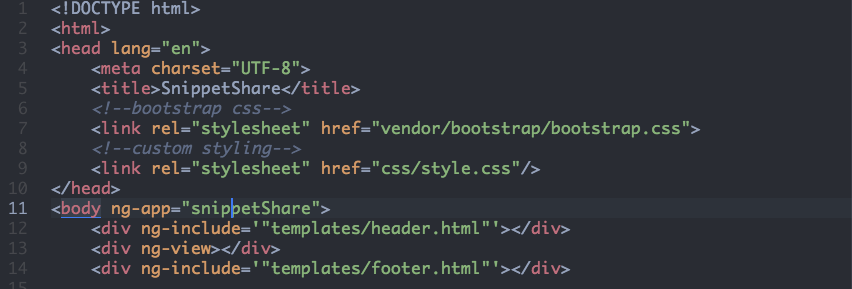 1 <!DOCTYPE html>
2 <html>
3 <head lang="en">
4     <meta charset="UTF-8">
5     <title>SnippetShare</title>
6     <!--bootstrap css-->
7     <link rel="stylesheet" href="vendor/bootstrap/bootstrap.css">
8     <!--custom styling-->
9     <link rel="stylesheet" href="css/style.css"/>
10 </head>
11 <body ng-app="snippetShare">
12     <div ng-include='"templates/header.html"'></div>
13     <div ng-view></div>
14     <div ng-include='"templates/footer.html"'></div>
15